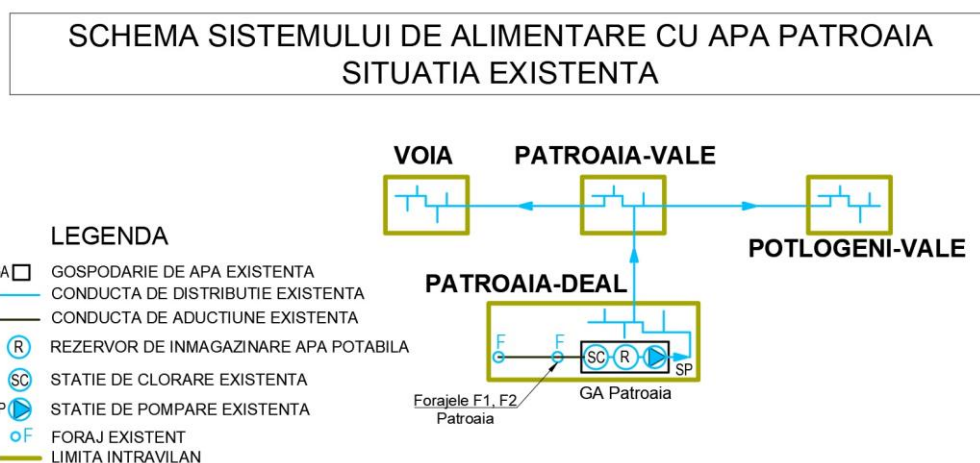 SCHEMA SISTEMULUI DE ALIMENTARE CU APA PATROAIA
SITUATIA EXISTENTA
VOIA
PATROAIA-VALE
POTLOGENI-VALE
PATROAIA-DEAL
F
F
SC
R
SP
GA Patroaia
Forajele F1, F2
Patroaia
LEGENDA
A GOSPODARIE DE APA EXISTENTA
CONDUCTA DE DISTRIBUTIE EXISTENTA
CONDUCTA DE ADUCTIUNE EXISTENTA
R REZERVOR DE INMAGAZINARE APA POTABILA
SC STATIE DE CLORARE EXISTENTA
P STATIE DE POMPARE EXISTENTA
F FORAJ EXISTENT
LIMITA INTRAVILAN